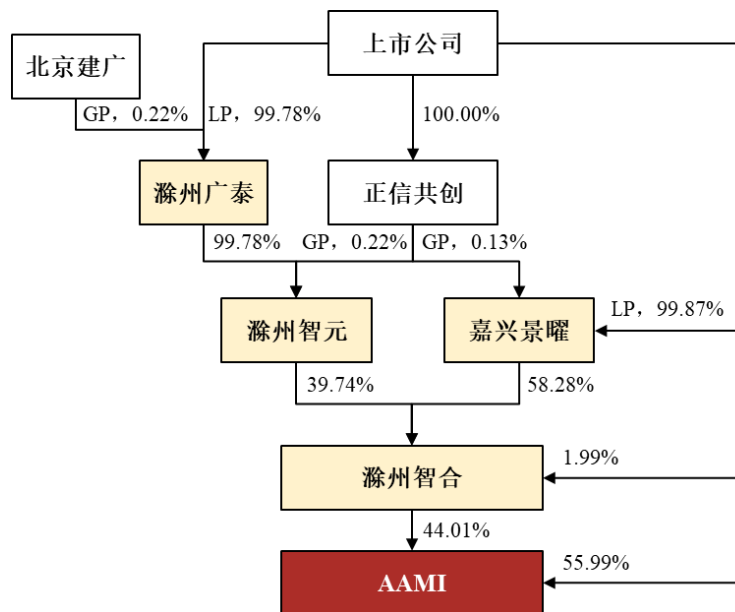 上市公司
北京建广
GP，0.22%
LP，99.78%
100.00%
滁州广泰
正信共创
99.78%
GP，0.22%
GP，0.13%
滁州智元
嘉兴景曜
LP，99.87%
39.74%
58.28%
滁州智合
1.99%
44.01%
AAMI
55.99%